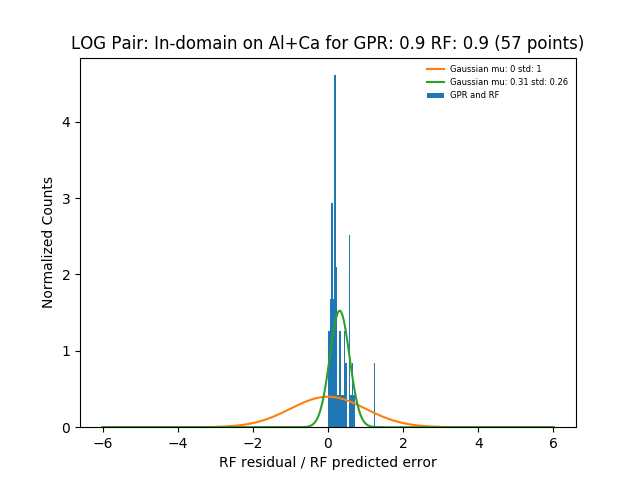 LOG Pair: In-domain on Al+Ca for GPR: 0.9 RF: 0.9 (57 points)
Gaussian mu: 0 std: 1
Gaussian mu: 0.31 std: 0.26
GPR and RF
Normalized Counts
4
3
2
1
0
−6 −4 −2 0 2 4 6
RF residual / RF predicted error